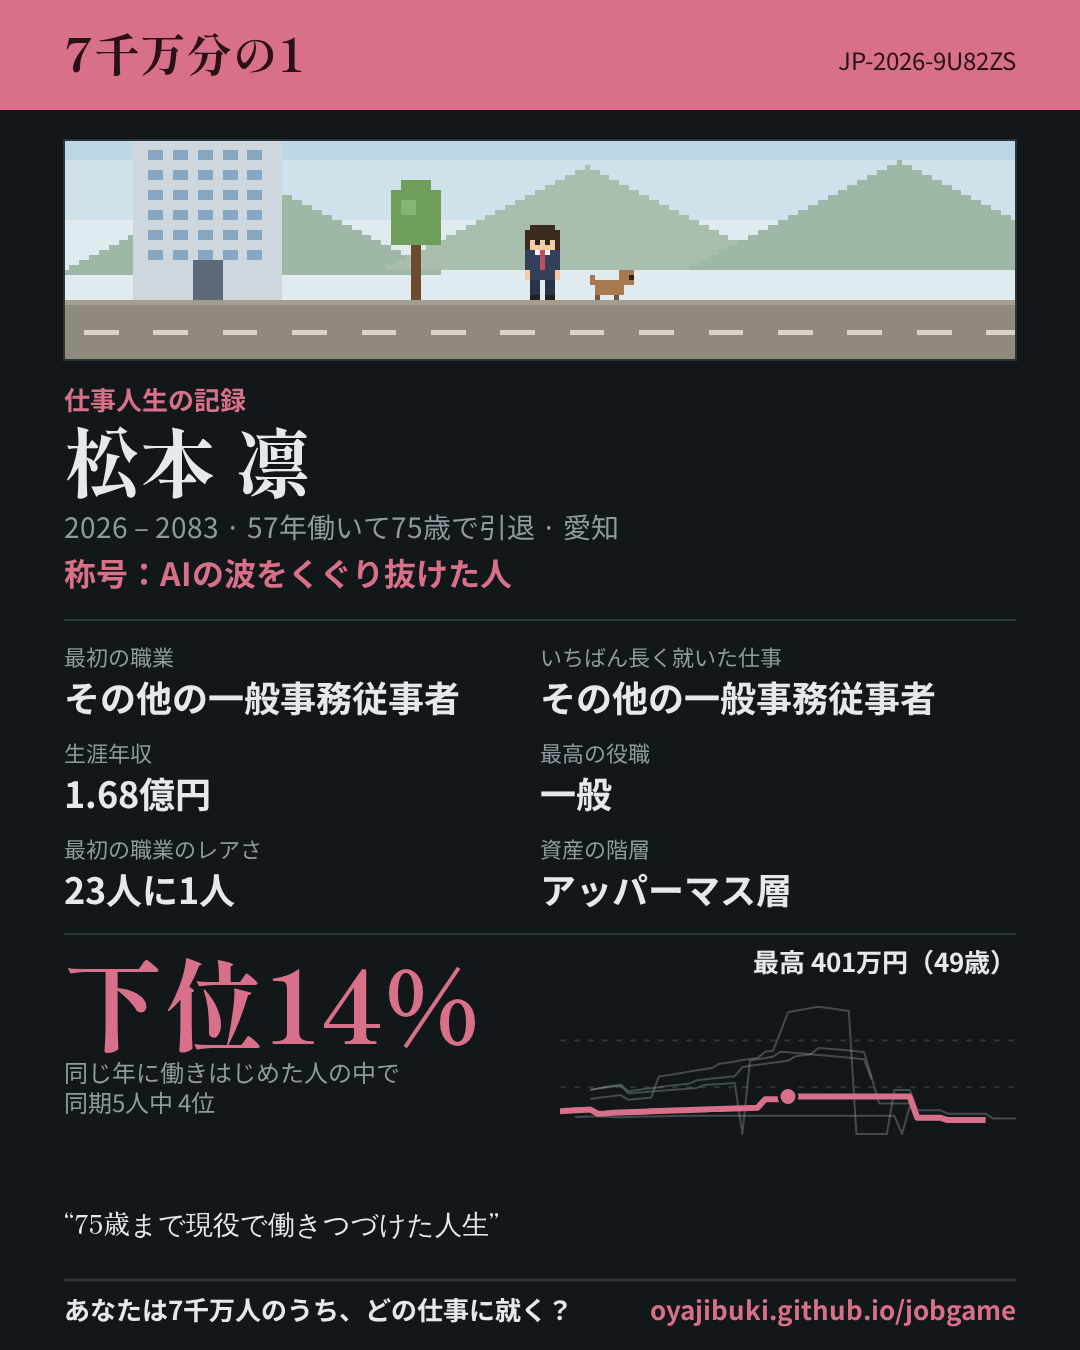 7千万分の1
JP-2026-9U82ZS
仕事人生の記録
松本 凛
2026 – 2083 · 57年働いて75歳で引退 · 愛知
称号：AIの波をくぐり抜けた人
最初の職業
その他の一般事務従事者
いちばん長く就いた仕事
その他の一般事務従事者
生涯年収
1.68億円
最高の役職
一般
最初の職業のレアさ
23人に1人
資産の階層
アッパーマス層
下位14%
同じ年に働きはじめた人の中で
同期5人中 4位
最高 401万円（49歳）
“75歳まで現役で働きつづけた人生”
あなたは7千万人のうち、どの仕事に就く？
oyajibuki.github.io/jobgame